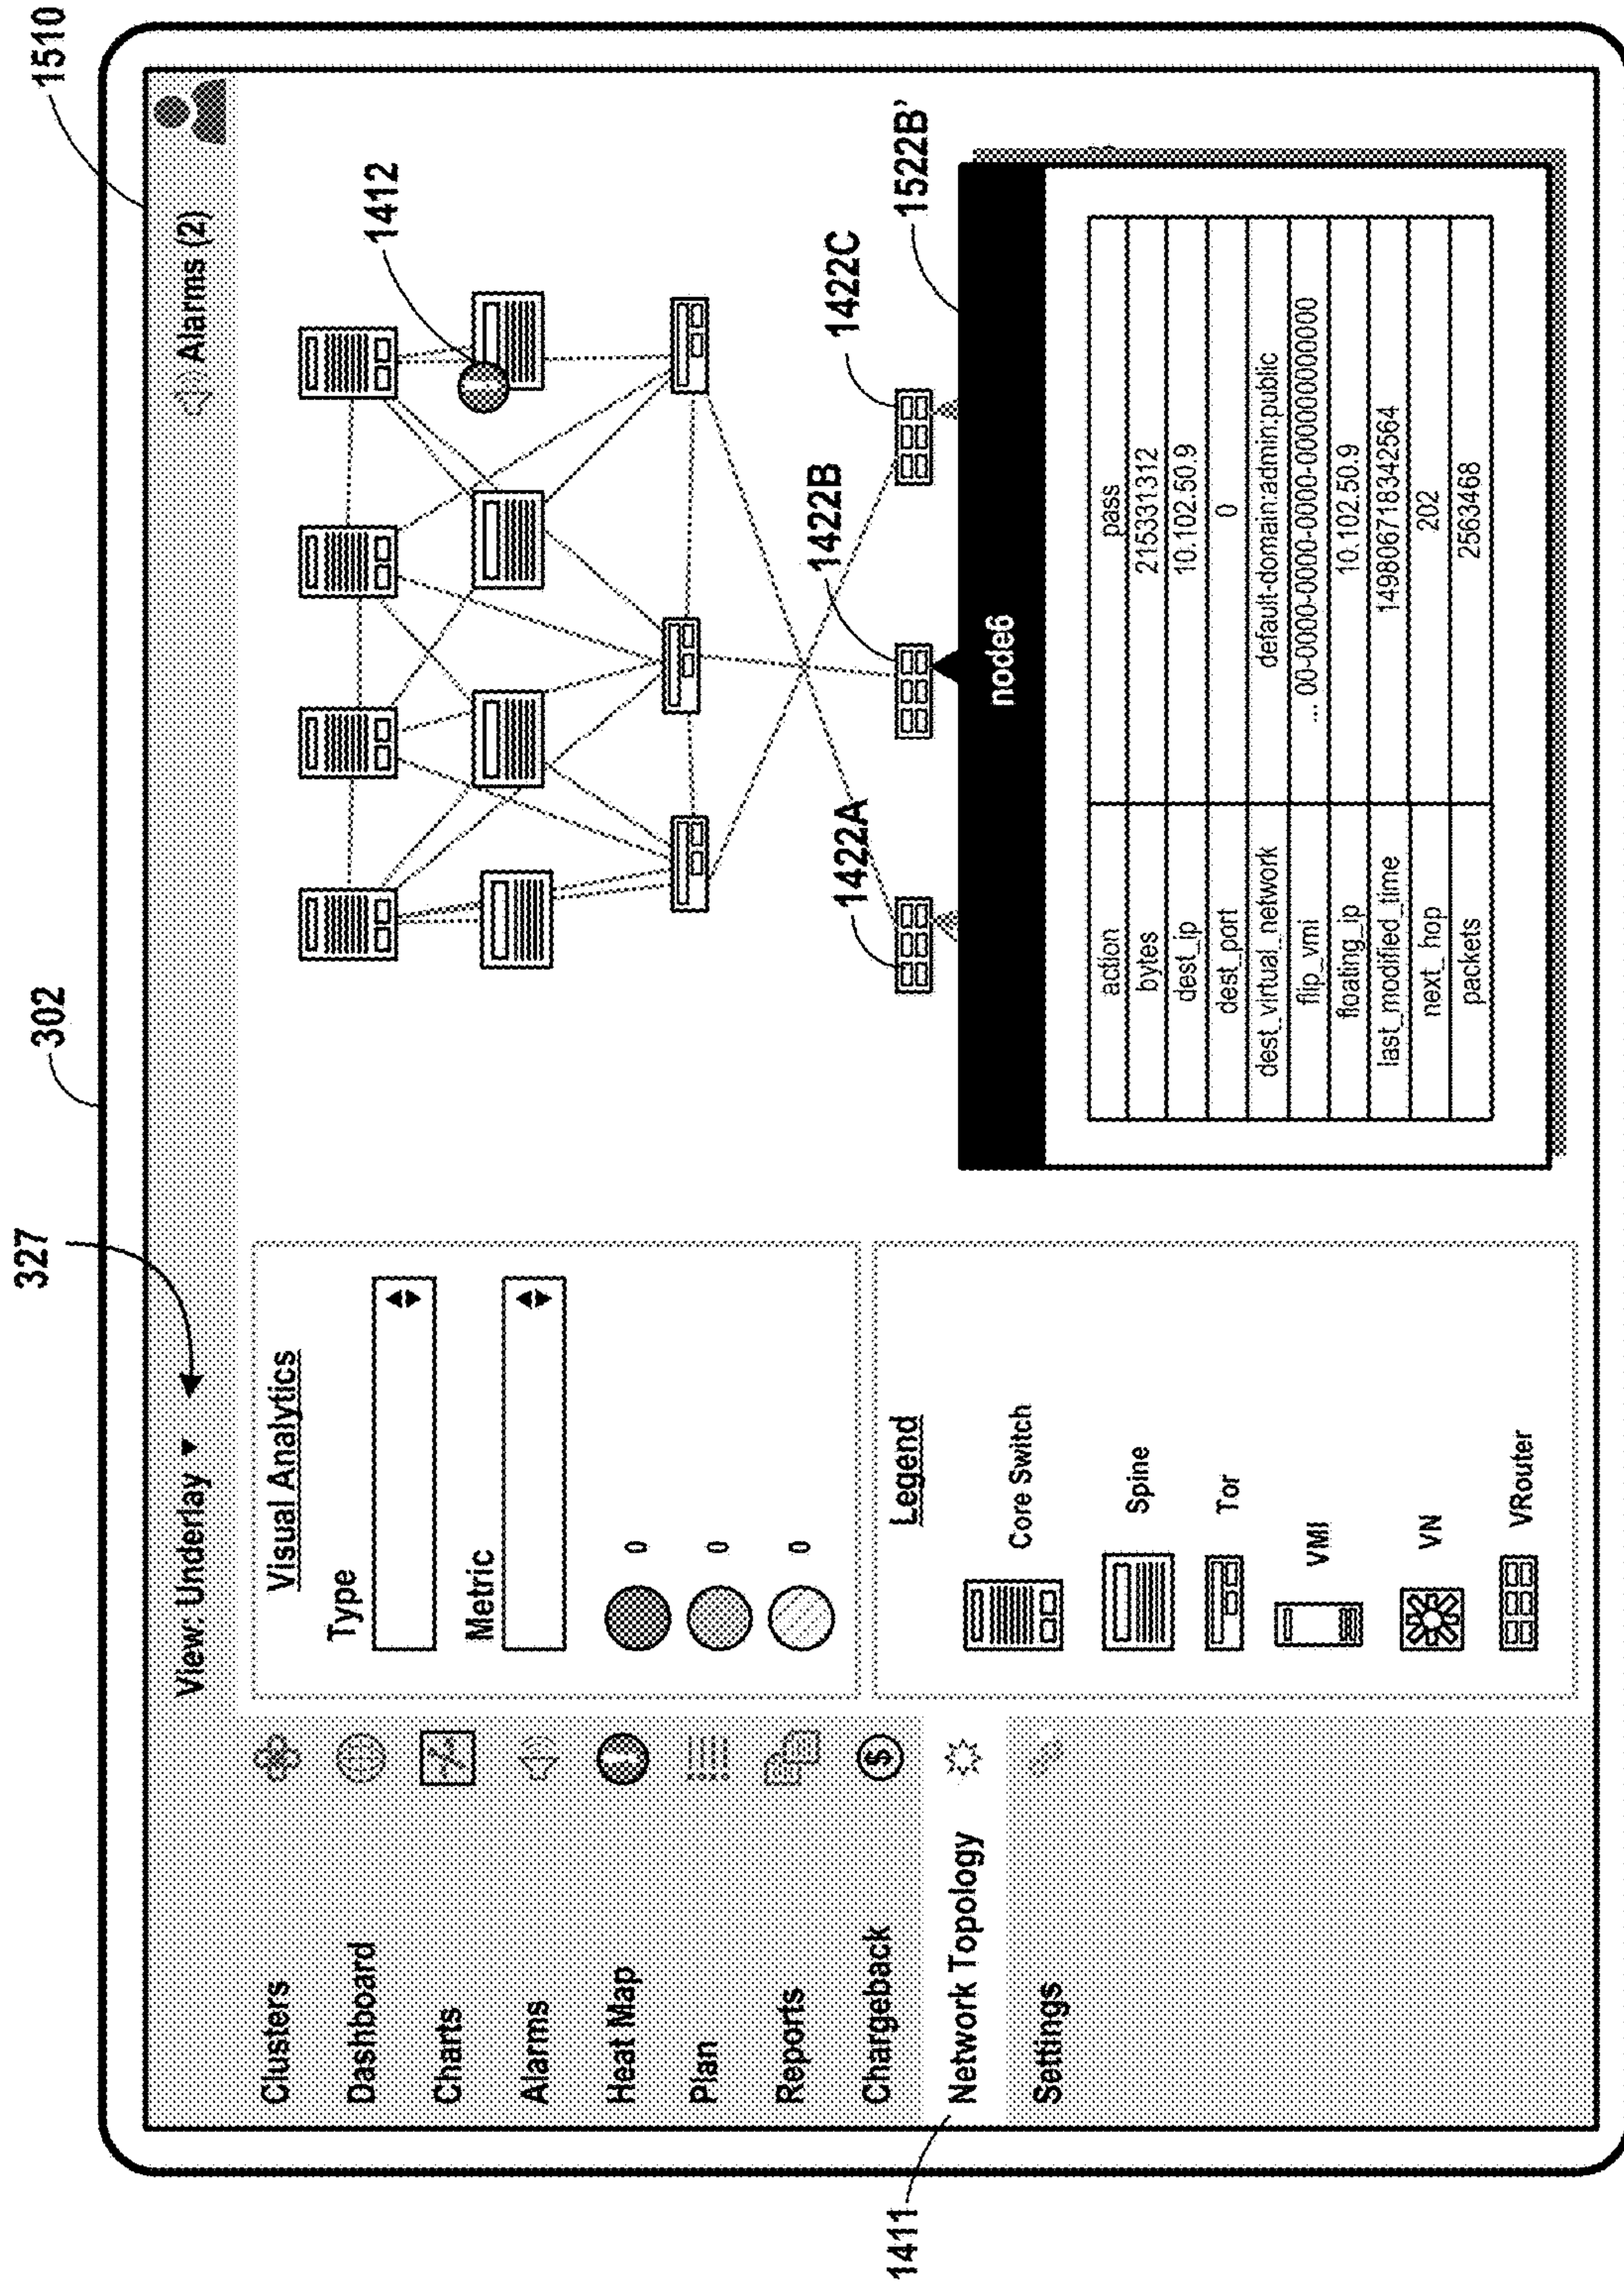 302
327
1510
View: Underlay
Alarms (2)
Clusters
Dashboard
Charts
Alarms
Heat Map
Plan
Reports
Chargeback
$
1411
Network Topology
Settings
Visual Analytics
Type
Metric
0
0
0
Legend
Core Switch
Spine
Tor
VMI
VN
VRouter
1412
1422A
1422B
1422C
1522B'
node6
action pass
bytes 215331312
dest_ip 10.102.50.9
dest_port 0
dest_virtual_network default-domain:admin:public
flip_vmi ... 00-0000-0000-0000-000000000000
floating_ip 10.102.50.9
last_modified_time 1498067718342564
next_hop 202
packets 2563468